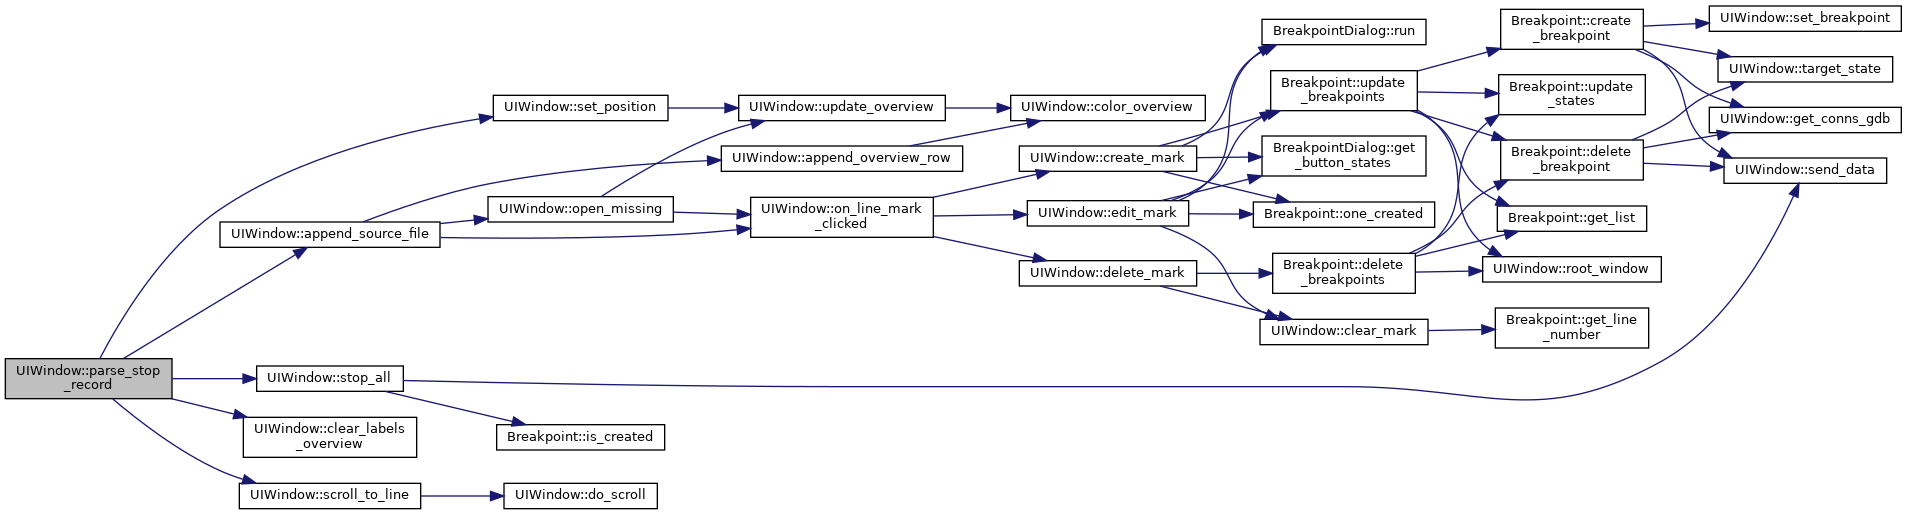 UIWindow::parse_stop
_record
UIWindow::set_position
UIWindow::append_source_file
UIWindow::stop_all
UIWindow::clear_labels
_overview
UIWindow::scroll_to_line
UIWindow::open_missing
Breakpoint::is_created
UIWindow::do_scroll
UIWindow::update_overview
UIWindow::append_overview_row
UIWindow::on_line_mark
_clicked
UIWindow::color_overview
UIWindow::create_mark
UIWindow::edit_mark
UIWindow::delete_mark
BreakpointDialog::run
Breakpoint::update
_breakpoints
BreakpointDialog::get
_button_states
Breakpoint::one_created
Breakpoint::delete
_breakpoints
UIWindow::clear_mark
Breakpoint::create
_breakpoint
Breakpoint::update
_states
Breakpoint::delete
_breakpoint
Breakpoint::get_list
UIWindow::root_window
Breakpoint::get_line
_number
UIWindow::set_breakpoint
UIWindow::target_state
UIWindow::get_conns_gdb
UIWindow::send_data